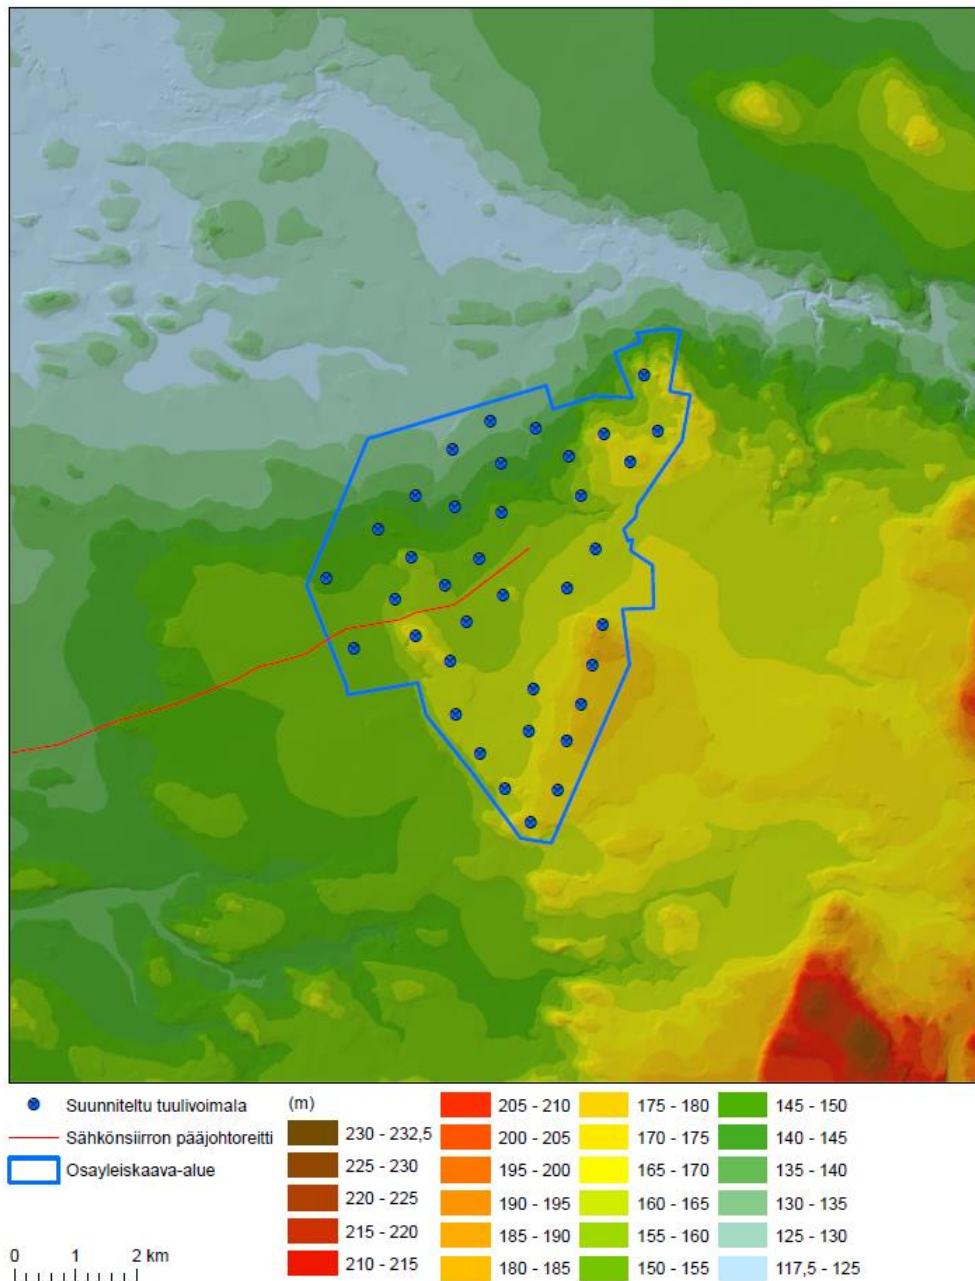 Suunniteltu tuulivoimala
Sähkönsiirron pääjohtoreitti
Osayleiskaava-alue
0 1 2 km
(m)
230 - 232,5
225 - 230
220 - 225
215 - 220
210 - 215
205 - 210
200 - 205
195 - 200
190 - 195
185 - 190
180 - 185
175 - 180
170 - 175
165 - 170
160 - 165
155 - 160
150 - 155
145 - 150
140 - 145
135 - 140
130 - 135
125 - 130
117,5 - 125